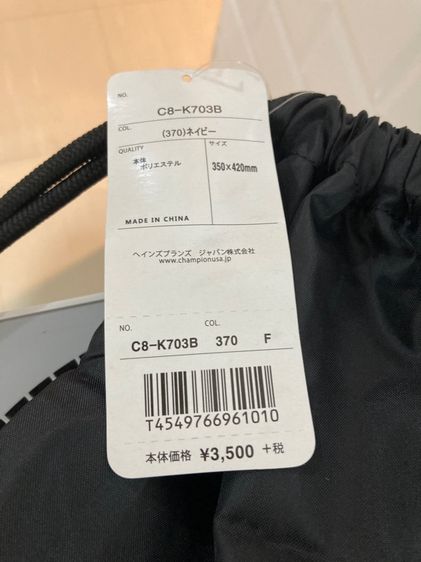 NO.
C8-K703B
COL.
(370)ネイビー
QUALITY
サイズ
本体
ポリエステル
350×420mm
MADE IN CHINA
ヘインズブランズ ジャパン株式会社
www.championusa.jp
NO. COL.
C8-K703B 370 F
T4549766961010
本体価格 ¥3,500 +税